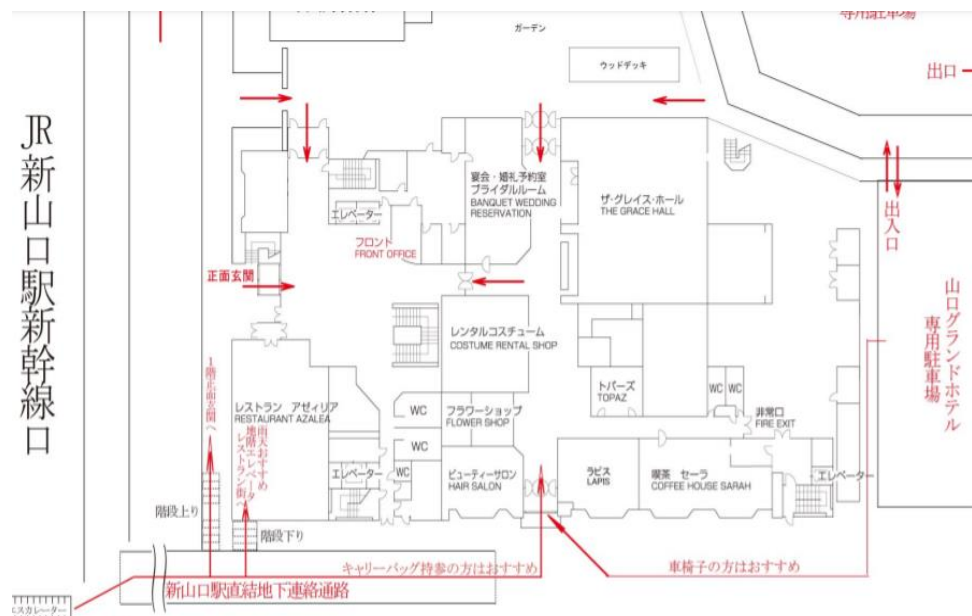 専用駐車場
ガーデン
ウッドデッキ
出口
JR新山口駅新幹線口
宴会・婚礼予約室
ブライダルルーム
BANQUET WEDDING
RESERVATION
ザ・グレイス・ホール
THE GRACE HALL
エレベーター
フロンド
FRONT OFFICE
出入口
正面玄関
山口グランドホテル
専用駐車場
レンタルコスチューム
COSTUME RENTAL SHOP
トパーズ
TOPAZ
WC
WC
レストラン アゼィリア
RESTAURANT AZALEA
WC
フラワーショップ
FLOWER SHOP
非常口
FIRE EXIT
1階正面玄関へ
雨天おすすめ
地階エレベータ
レストラン街へ
WC
エレベーター
WC
ビューティーサロン
HAIR SALON
ラピス
LAPIS
喫茶 セーラ
COFFEE HOUSE SARAH
エレベーター
階段上り
階段下り
キャリーバッグ持参の方はおすすめ
車椅子の方はおすすめ
新山口駅直結地下連絡通路
エスカレーター